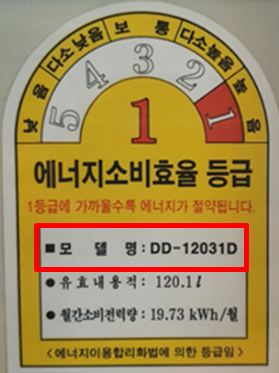 낮음 다소낮음 보통 다소높음 높음
5 4 3 2 1
1
에너지소비효율 등급
1등급에 가까울수록 에너지가 절약됩니다.
■ 모 델 명 : DD-12031D
● 유효내용적 : 120.1ℓ
● 월간소비전력량 : 19.73 kWh/월
〈에너지이용합리화법에 의한 등급임〉